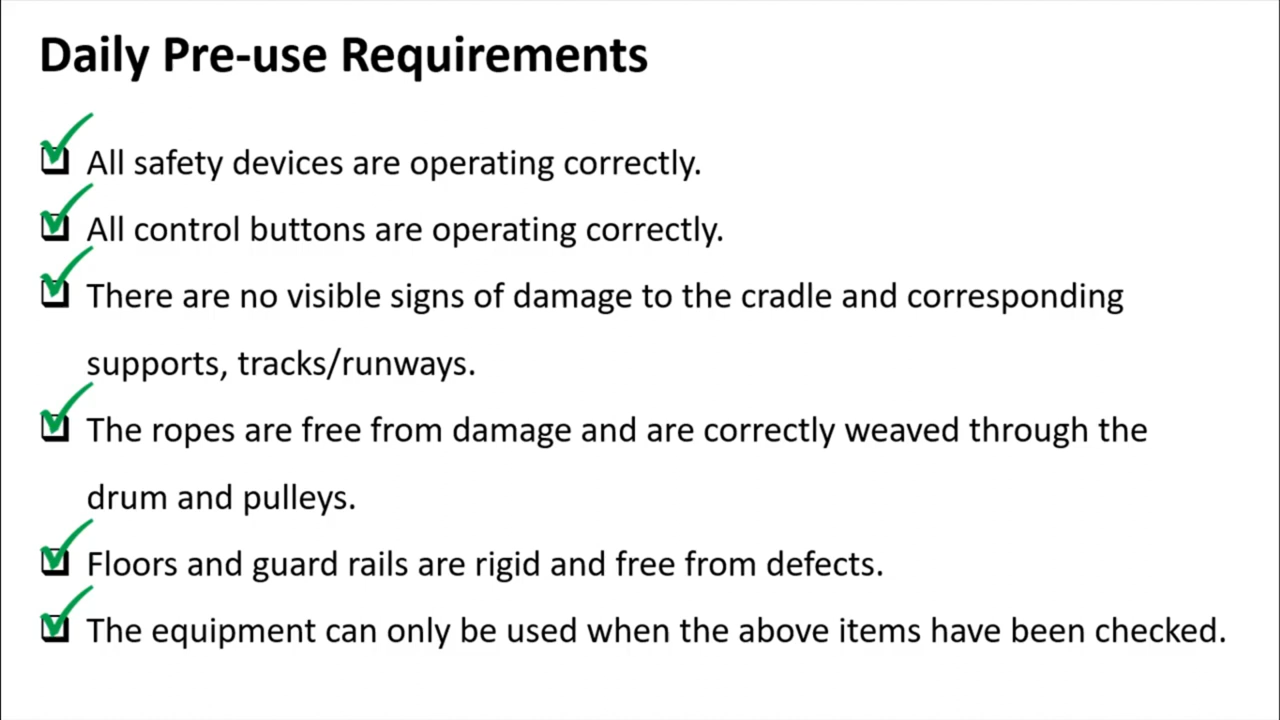 Daily Pre-use Requirements
All safety devices are operating correctly.
All control buttons are operating correctly.
There are no visible signs of damage to the cradle and corresponding
supports, tracks/runways.
The ropes are free from damage and are correctly weaved through the
drum and pulleys.
Floors and guard rails are rigid and free from defects.
The equipment can only be used when the above items have been checked.